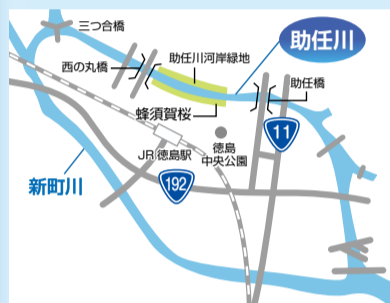 三つ合橋
助任川
助任川河岸緑地
西の丸橋
助任橋
蜂須賀桜
11
徳島
中央公園
JR 徳島駅
192
新町川